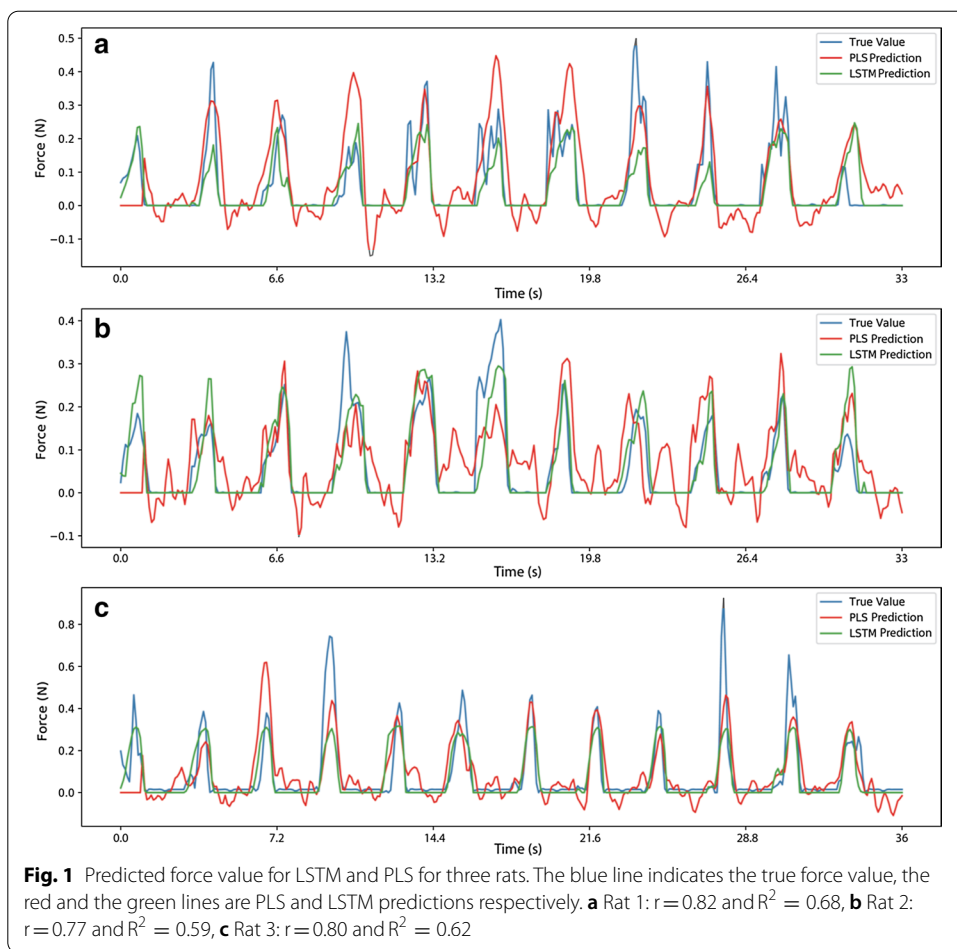 a
True Value
PLS Prediction
LSTM Prediction
Force (N)
0.5
0.4
0.3
0.2
0.1
0.0
−0.1
0.0 6.6 13.2 19.8 26.4 33
Time (s)
b
True Value
PLS Prediction
LSTM Prediction
Force (N)
0.4
0.3
0.2
0.1
0.0
−0.1
0.0 6.6 13.2 19.8 26.4 33
Time (s)
c
True Value
PLS Prediction
LSTM Prediction
Force (N)
0.8
0.6
0.4
0.2
0.0
0.0 7.2 14.4 21.6 28.8 36
Time (s)
Fig. 1 Predicted force value for LSTM and PLS for three rats. The blue line indicates the true force value, the
red and the green lines are PLS and LSTM predictions respectively. a Rat 1: r = 0.82 and R² = 0.68, b Rat 2:
r = 0.77 and R² = 0.59, c Rat 3: r = 0.80 and R² = 0.62